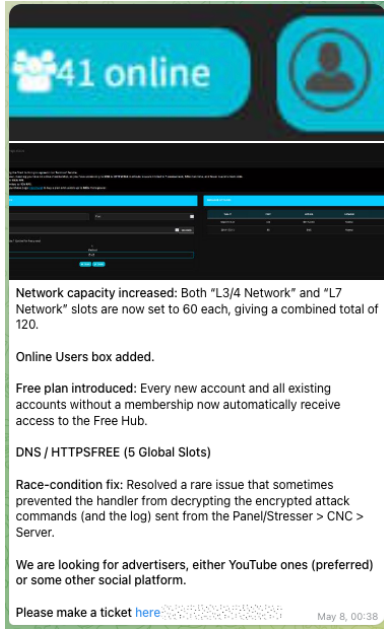 41 online
Network capacity increased: Both “L3/4 Network” and “L7
Network” slots are now set to 60 each, giving a combined total of
120.
Online Users box added.
Free plan introduced: Every new account and all existing
accounts without a membership now automatically receive
access to the Free Hub.
DNS / HTTPSFREE (5 Global Slots)
Race-condition fix: Resolved a rare issue that sometimes
prevented the handler from decrypting the encrypted attack
commands (and the log) sent from the Panel/Stresser > CNC >
Server.
We are looking for advertisers, either YouTube ones (preferred)
or some other social platform.
Please make a ticket here
May 8, 00:38